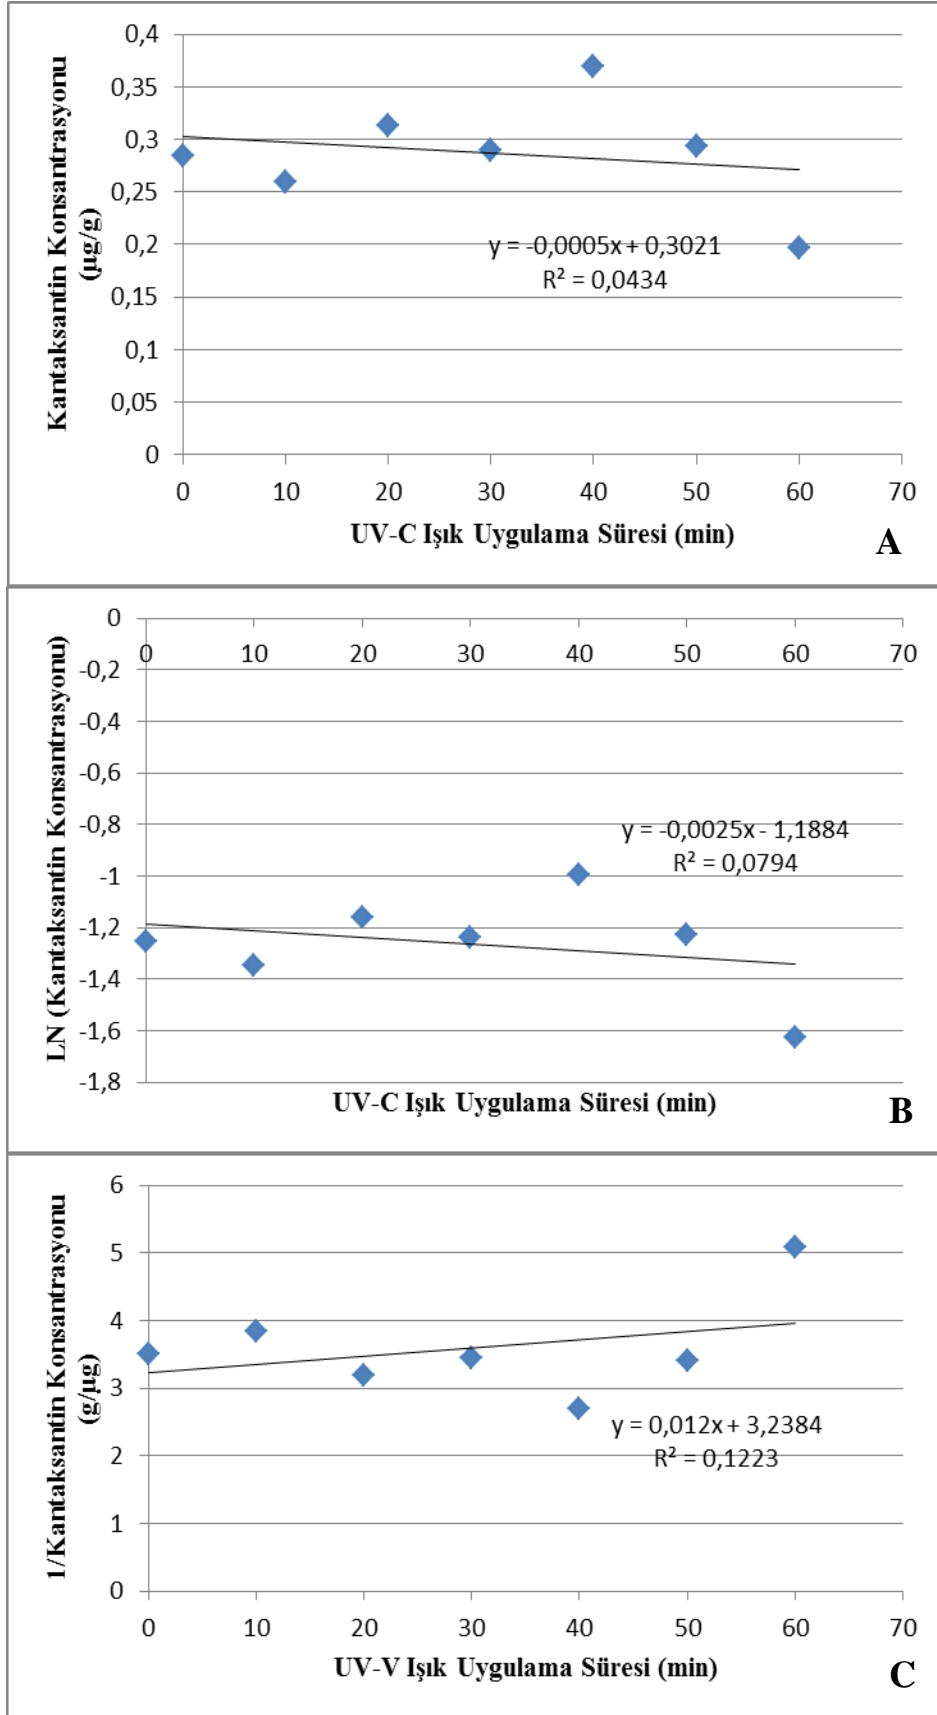 Kantaksantin Konsantrasyonu
(µg/g)
0,4
0,35
0,3
0,25
0,2
0,15
0,1
0,05
0
y = -0,0005x + 0,3021
R² = 0,0434
0 10 20 30 40 50 60 70
UV-C Işık Uygulama Süresi (min)
A
LN (Kantaksantin Konsantrasyonu)
0
0 10 20 30 40 50 60 70
-0,2
-0,4
-0,6
-0,8
-1
-1,2
-1,4
-1,6
-1,8
y = -0,0025x - 1,1884
R² = 0,0794
UV-C Işık Uygulama Süresi (min)
B
1/Kantaksantin Konsantrasyonu
(g/µg)
6
5
4
3
2
1
0
y = 0,012x + 3,2384
R² = 0,1223
0 10 20 30 40 50 60 70
UV-V Işık Uygulama Süresi (min)
C